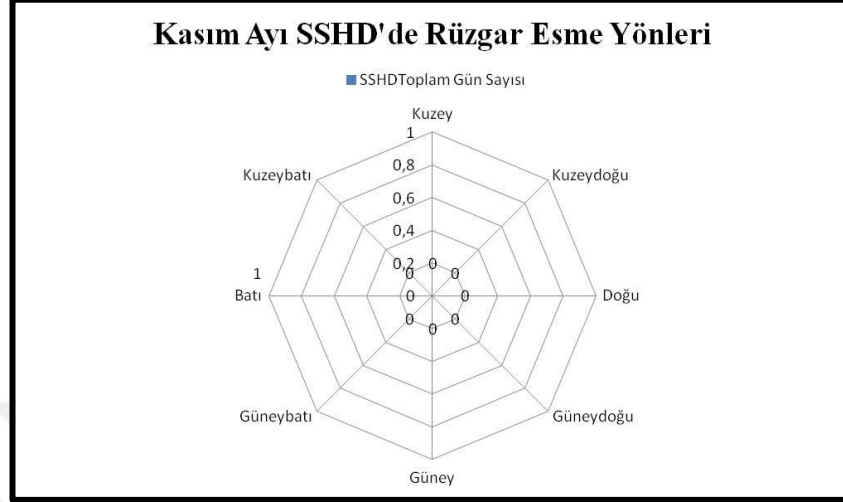 Kasım Ayı SSHD'de Rüzgar Esme Yönleri
SSHDToplam Gün Sayısı
Kuzey
1
Kuzeybatı
0,8
Kuzeydoğu
0,6
0,4
0,2
0
0
0
1
Batı
0
0
Doğu
0
0
0
Güneybatı
Güneydoğu
Güney